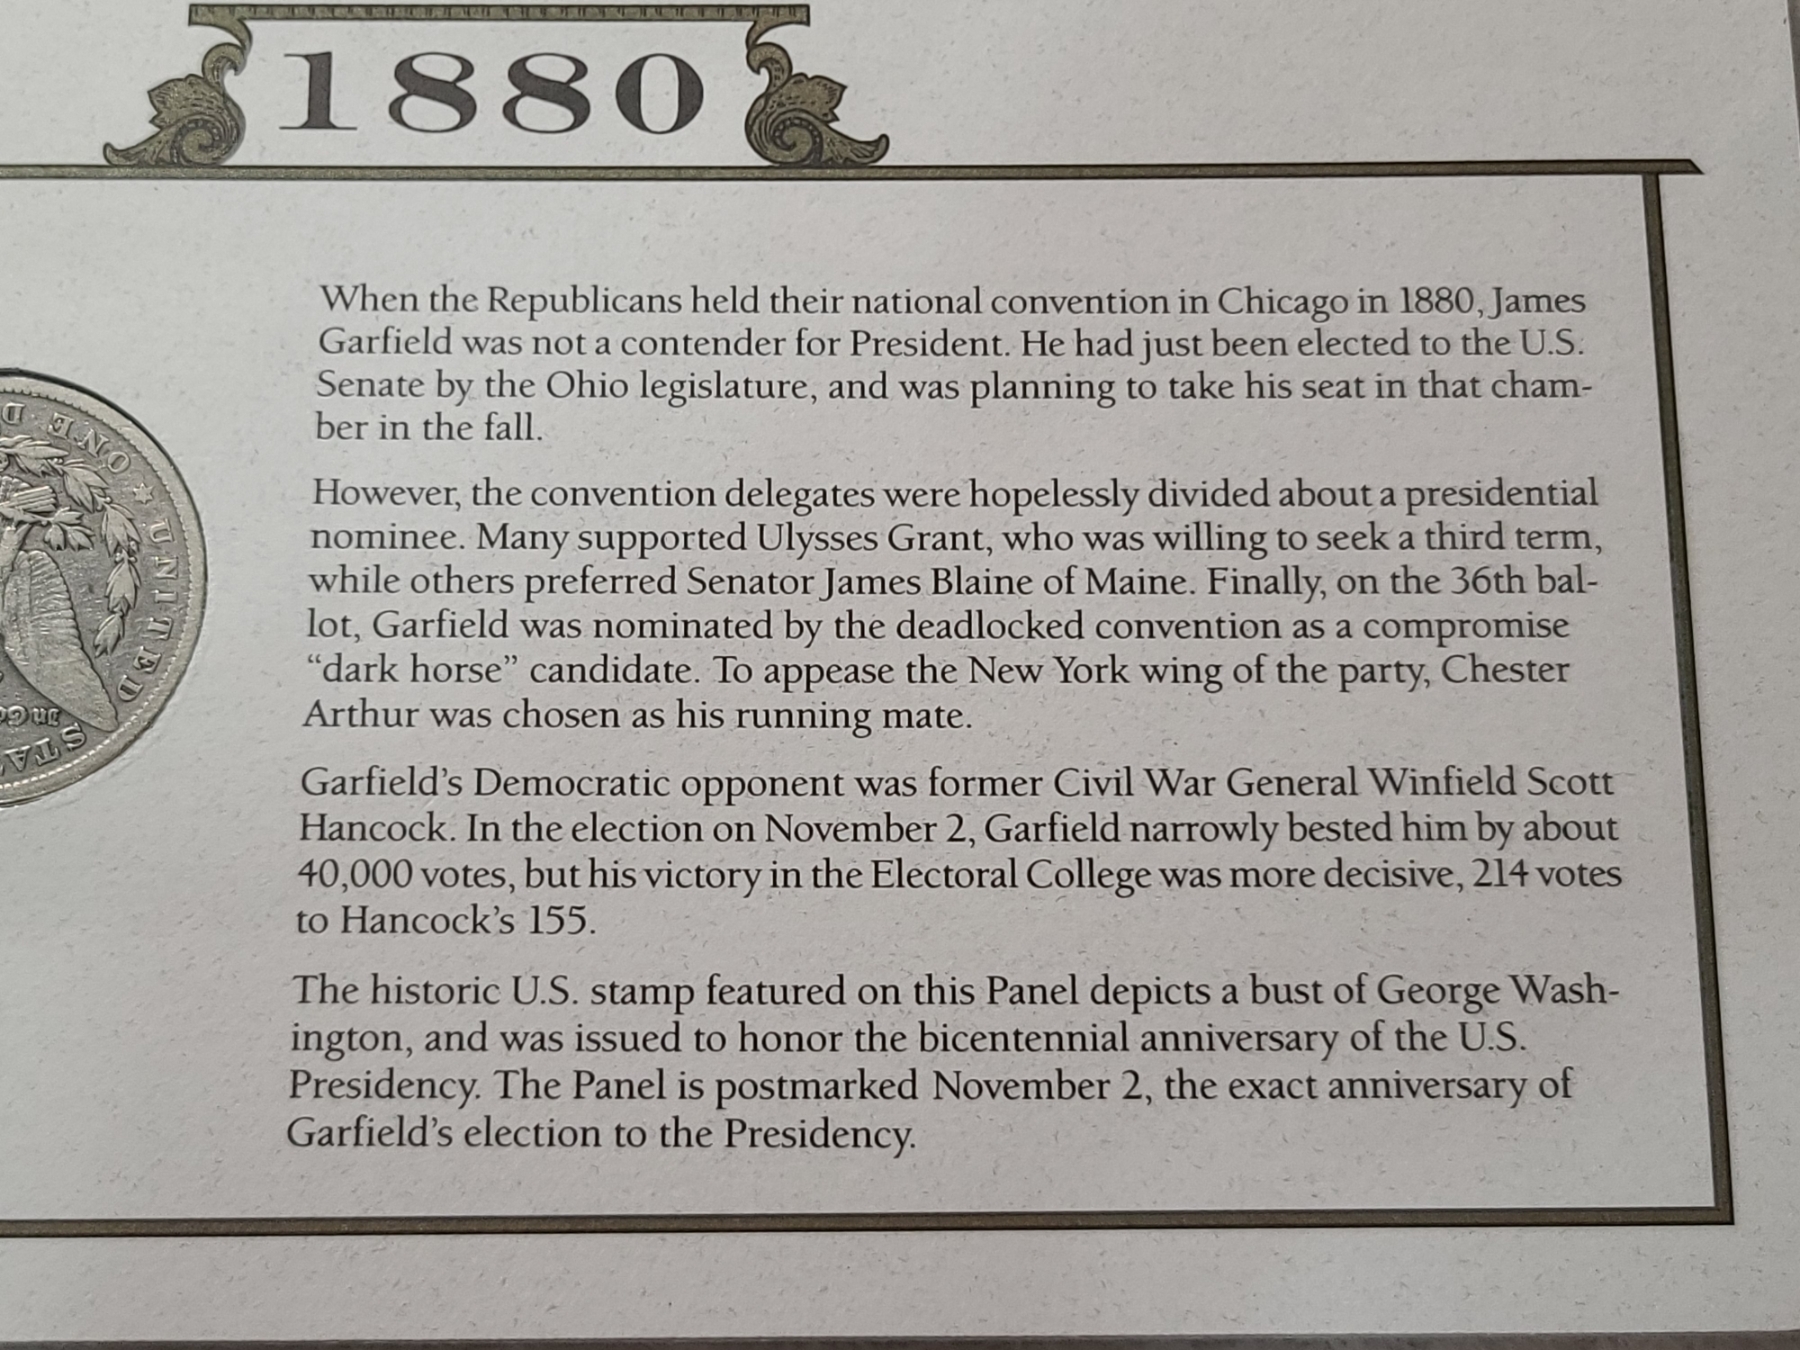 1880
When the Republicans held their national convention in Chicago in 1880, James
Garfield was not a contender for President. He had just been elected to the U.S.
Senate by the Ohio legislature, and was planning to take his seat in that cham-
ber in the fall.
However, the convention delegates were hopelessly divided about a presidential
nominee. Many supported Ulysses Grant, who was willing to seek a third term,
while others preferred Senator James Blaine of Maine. Finally, on the 36th bal-
lot, Garfield was nominated by the deadlocked convention as a compromise
“dark horse” candidate. To appease the New York wing of the party, Chester
Arthur was chosen as his running mate.
Garfield’s Democratic opponent was former Civil War General Winfield Scott
Hancock. In the election on November 2, Garfield narrowly bested him by about
40,000 votes, but his victory in the Electoral College was more decisive, 214 votes
to Hancock’s 155.
The historic U.S. stamp featured on this Panel depicts a bust of George Wash-
ington, and was issued to honor the bicentennial anniversary of the U.S.
Presidency. The Panel is postmarked November 2, the exact anniversary of
Garfield’s election to the Presidency.
UNITED STA
ONE D
In Go